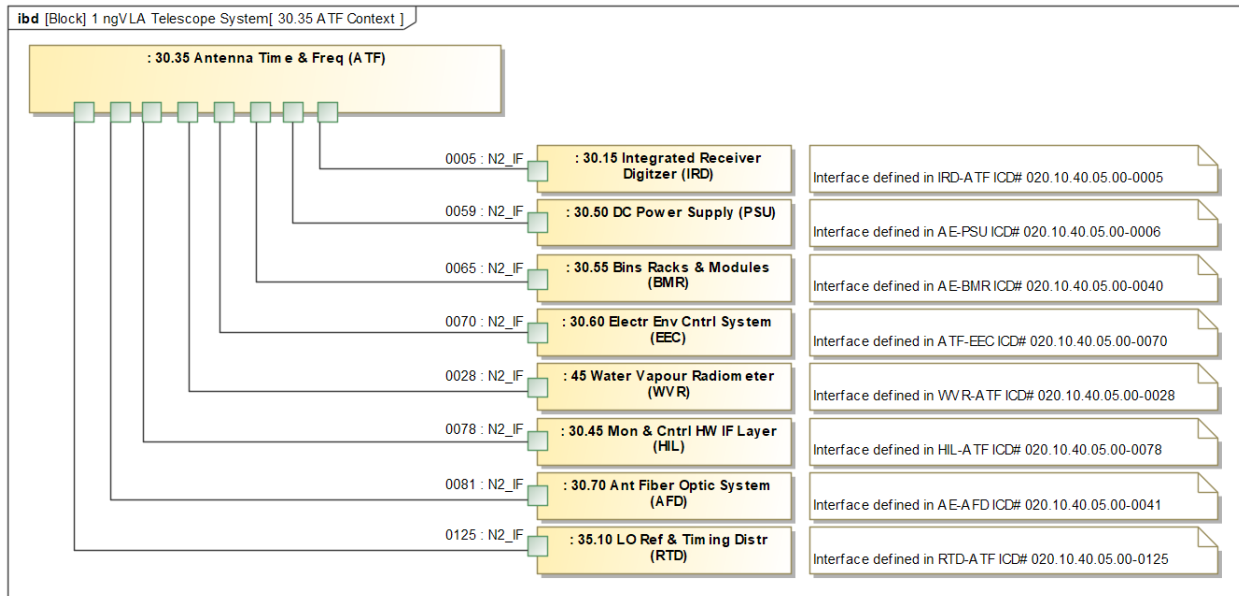 ibd [Block] 1 ngVLA Telescope System[ 30.35 ATF Context ]
: 30.35 Antenna Time & Freq (ATF)
0005 : N2_IF
: 30.15 Integrated Receiver
Digitzer (IRD)
Interface defined in IRD-ATF ICD# 020.10.40.05.00-0005
0059 : N2_IF
: 30.50 DC Power Supply (PSU)
Interface defined in AE-PSU ICD# 020.10.40.05.00-0006
0065 : N2_IF
: 30.55 Bins Racks & Modules
(BMR)
Interface defined in AE-BMR ICD# 020.10.40.05.00-0040
0070 : N2_IF
: 30.60 Electr Env Cntrl System
(EEC)
Interface defined in ATF-EEC ICD# 020.10.40.05.00-0070
0028 : N2_IF
: 45 Water Vapour Radiometer
(WVR)
Interface defined in WVR-ATF ICD# 020.10.40.05.00-0028
0078 : N2_IF
: 30.45 Mon & Cntrl HW IF Layer
(HIL)
Interface defined in HIL-ATF ICD# 020.10.40.05.00-0078
0081 : N2_IF
: 30.70 Ant Fiber Optic System
(AFD)
Interface defined in AE-AFD ICD# 020.10.40.05.00-0041
0125 : N2_IF
: 35.10 LO Ref & Timing Distr
(RTD)
Interface defined in RTD-ATF ICD# 020.10.40.05.00-0125